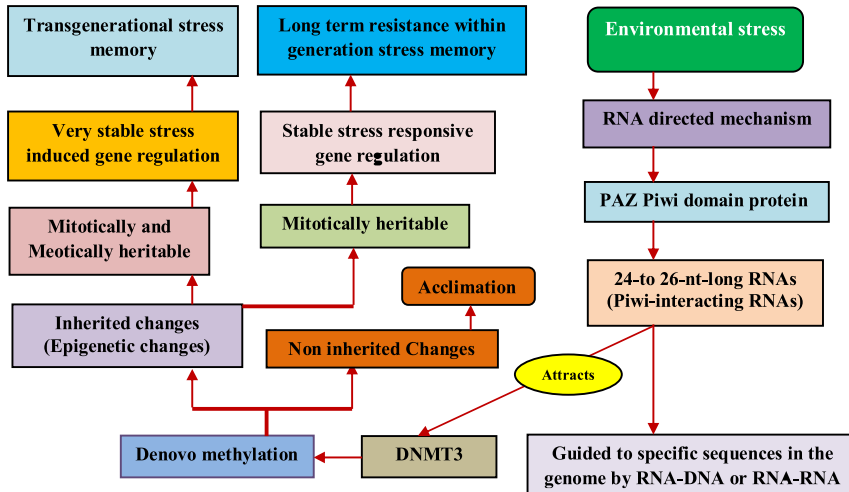 Transgenerational stress
memory
Long term resistance within
generation stress memory
Environmental stress
Very stable stress
induced gene regulation
Stable stress responsive
gene regulation
RNA directed mechanism
PAZ Piwi domain protein
Mitotically and
Meotically heritable
Mitotically heritable
24-to 26-nt-long RNAs
(Piwi-interacting RNAs)
Acclimation
Inherited changes
(Epigenetic changes)
Non inherited Changes
Attracts
Denovo methylation
DNMT3
Guided to specific sequences in the
genome by RNA-DNA or RNA-RNA